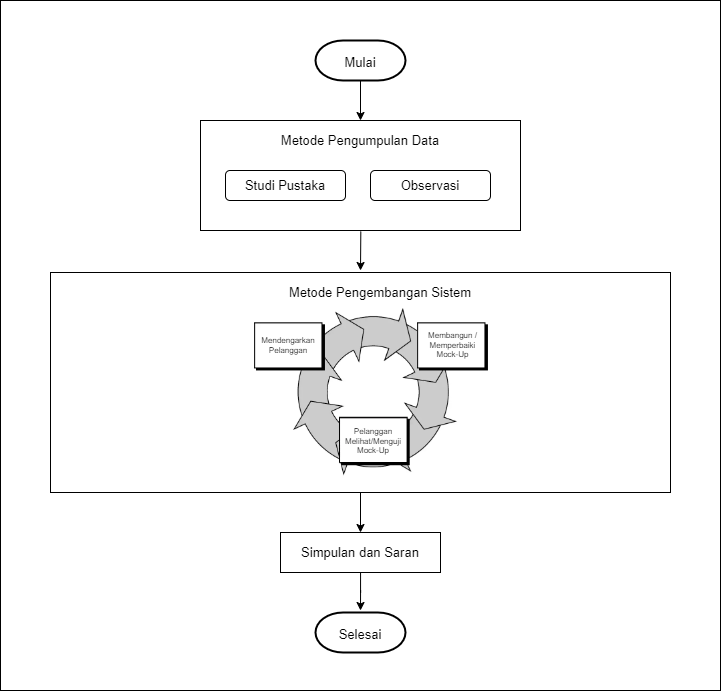 Mulai
Metode Pengumpulan Data
Studi Pustaka
Observasi
Metode Pengembangan Sistem
Mendengarkan
Pelanggan
Membangun /
Memperbaiki
Mock-Up
Pelanggan
Melihat/Menguji
Mock-Up
Simpulan dan Saran
Selesai